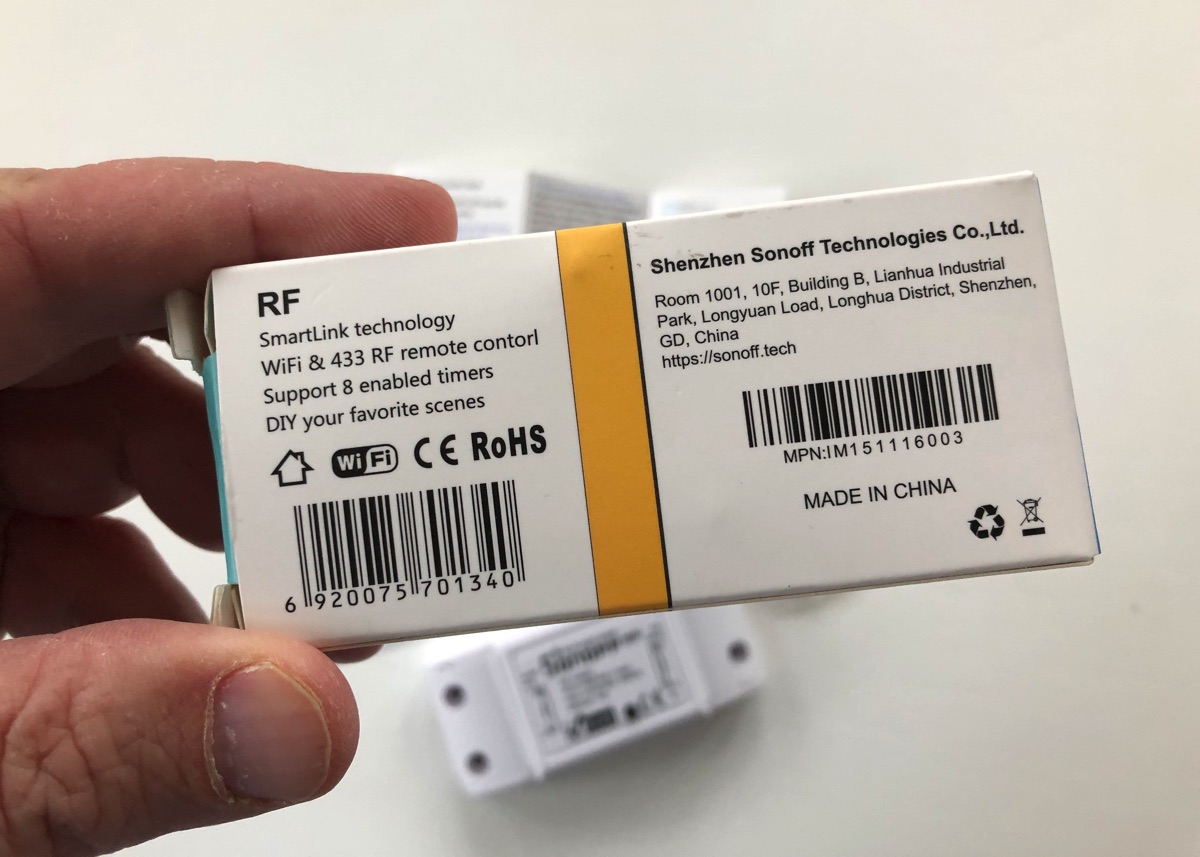 RF
SmartLink technology
WiFi & 433 RF remote contorl
Support 8 enabled timers
DIY your favorite scenes
WiFi CE RoHS
6 920075 701340
Shenzhen Sonoff Technologies Co.,Ltd.
Room 1001, 10F, Building B, Lianhua Industrial
Park, Longyuan Load, Longhua District, Shenzhen,
GD, China
https://sonoff.tech
MPN:IM151116003
MADE IN CHINA